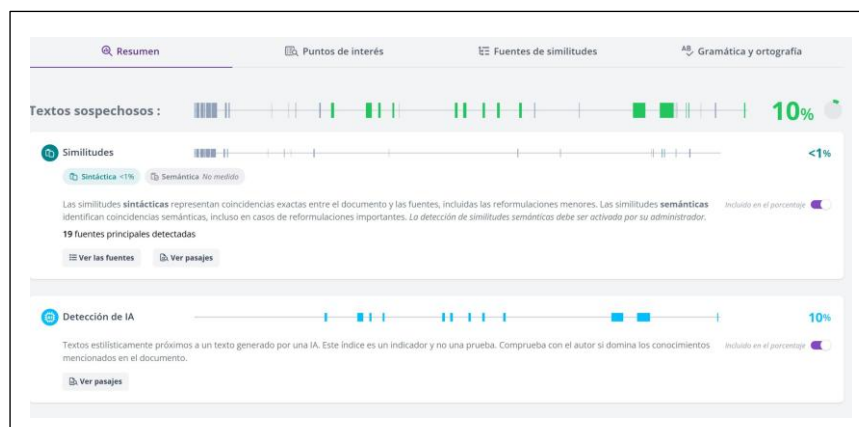 Resumen
Puntos de interés
Fuentes de similitudes
Gramática y ortografía
Textos sospechosos :
10%
Similitudes
<1%
Sintáctica <1%
Semántica No medido
Las similitudes sintácticas representan coincidencias exactas entre el documento y las fuentes, incluidas las reformulaciones menores. Las similitudes semánticas
identifican coincidencias semánticas, incluso en casos de reformulaciones importantes. La detección de similitudes semánticas debe ser activada por su administrador.
Incluido en el porcentaje
19 fuentes principales detectadas
Ver las fuentes
Ver pasajes
Detección de IA
10%
Textos estilísticamente próximos a un texto generado por una IA. Este índice es un indicador y no una prueba. Comprueba con el autor si domina los conocimientos
mencionados en el documento.
Incluido en el porcentaje
Ver pasajes